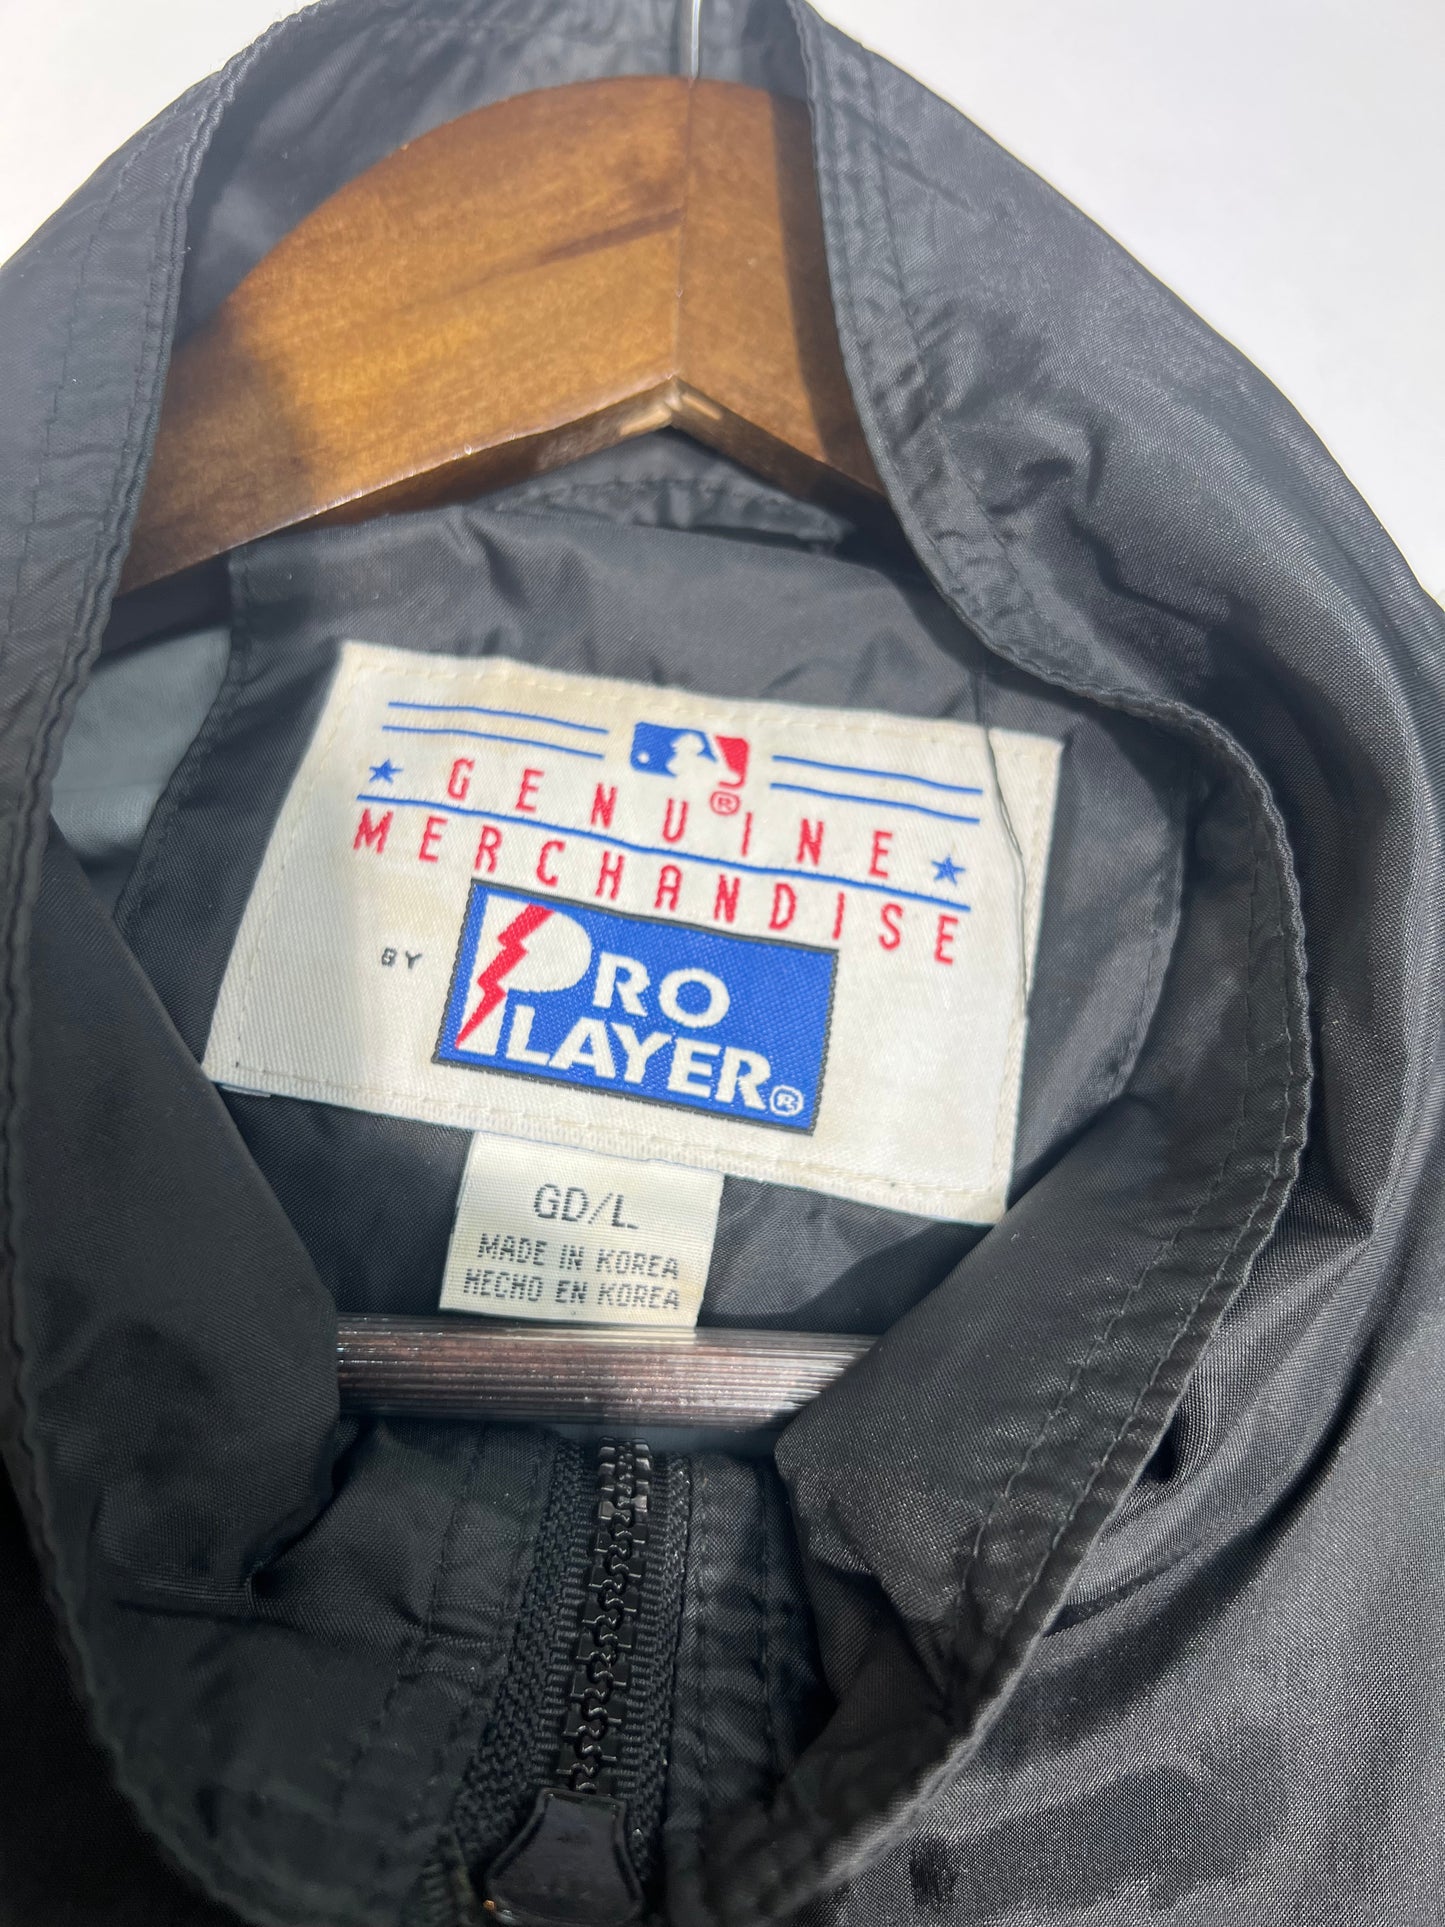 GENUINE
®
MERCHANDISE
BY
PRO
PLAYER®
GD/L
MADE IN KOREA
HECHO EN KOREA